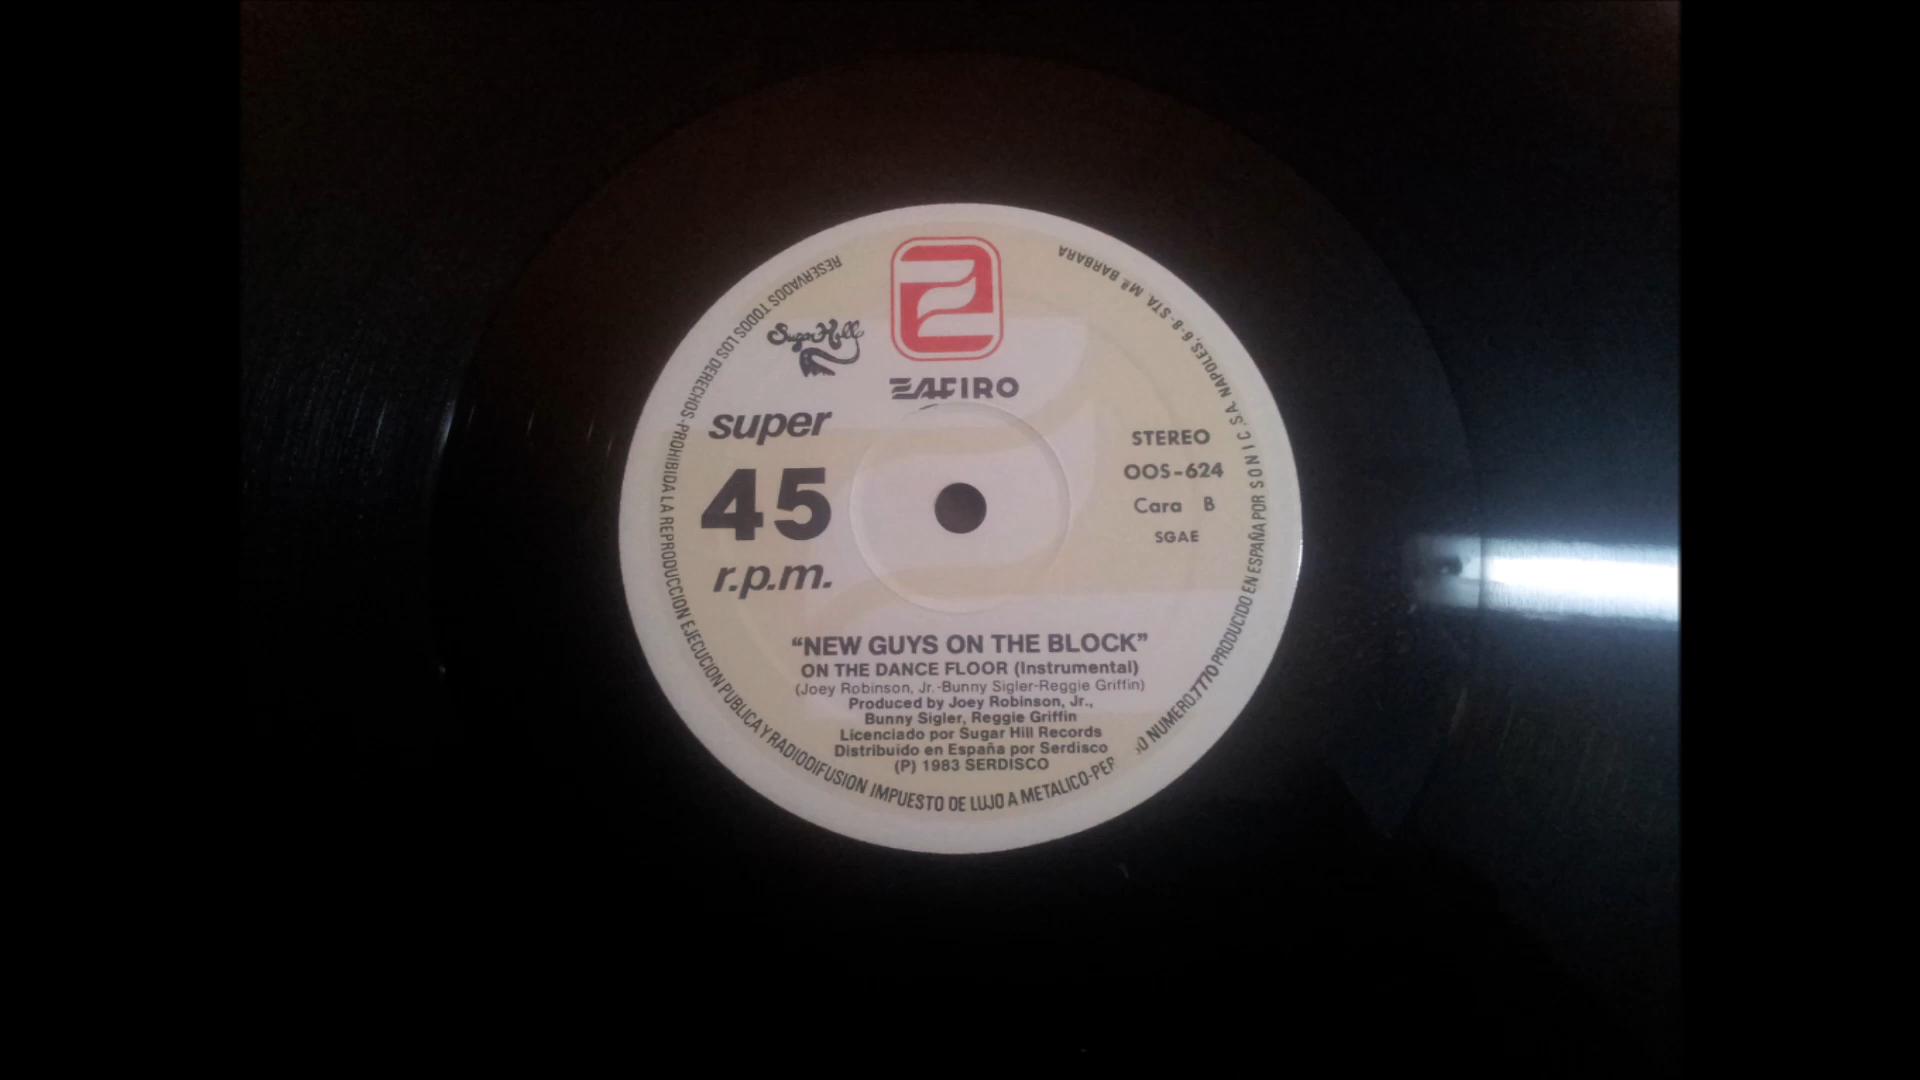 Sugar Hill
ZAFIRO
super
45
r.p.m.
STEREO
OOS-624
Cara B
SGAE
“NEW GUYS ON THE BLOCK”
ON THE DANCE FLOOR (Instrumental)
(Joey Robinson, Jr.-Bunny Sigler-Reggie Griffin)
Produced by Joey Robinson, Jr.,
Bunny Sigler, Reggie Griffin
Licenciado por Sugar Hill Records
Distribuido en España por Serdisco
(P) 1983 SERDISCO
RESERVADOS TODOS LOS DERECHOS-PROHIBIDA LA REPRODUCCION EJECUCION PUBLICA Y RADIODIFUSION IMPUESTO DE LUJO A METALICO-PER
O NUMERO.7770 PRODUCIDO EN ESPAÑA POR SONIC, S.A. NAPOLES, 6-8-STA. Mª BARBARA